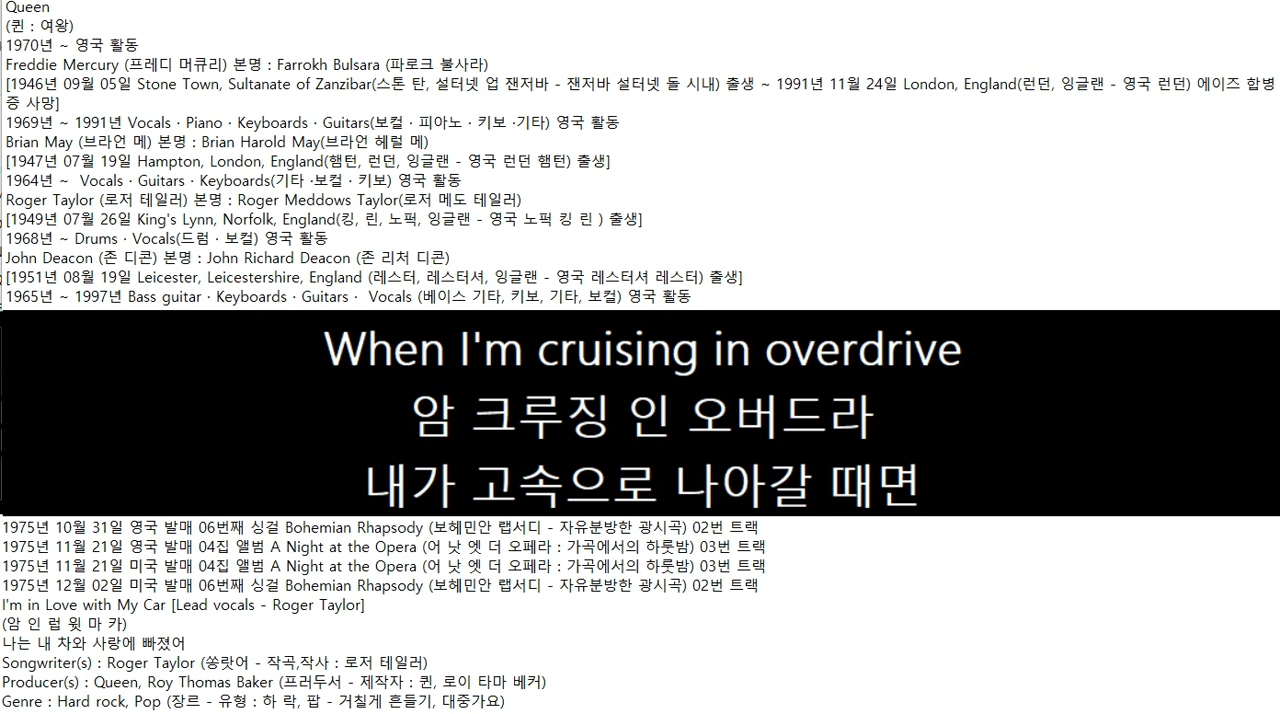 Queen
(퀸 : 여왕)
1970년 ~ 영국 활동
Freddie Mercury (프레디 머큐리) 본명 : Farrokh Bulsara (파로크 불사라)
[1946년 09월 05일 Stone Town, Sultanate of Zanzibar(스톤 탄, 설터넷 업 잰저바 - 잰저바 설터넷 돌 시내) 출생 ~ 1991년 11월 24일 London, England(런던, 잉글랜 - 영국 런던) 에이즈 합병
증 사망]
1969년 ~ 1991년 Vocals · Piano · Keyboards · Guitars(보컬 · 피아노 · 키보 ·기타) 영국 활동
Brian May (브라언 메) 본명 : Brian Harold May(브라언 헤럴 메)
[1947년 07월 19일 Hampton, London, England(햄턴, 런던, 잉글랜 - 영국 런던 햄턴) 출생]
1964년 ~  Vocals · Guitars · Keyboards(기타 ·보컬 · 키보) 영국 활동
Roger Taylor (로저 테일러) 본명 : Roger Meddows Taylor(로저 메도 테일러)
[1949년 07월 26일 King's Lynn, Norfolk, England(킹, 린, 노퍽, 잉글랜 - 영국 노퍽 킹 린 ) 출생]
1968년 ~ Drums · Vocals(드럼 · 보컬) 영국 활동
John Deacon (존 디콘) 본명 : John Richard Deacon (존 리처 디콘)
[1951년 08월 19일 Leicester, Leicestershire, England (레스터, 레스터셔, 잉글랜 - 영국 레스터셔 레스터) 출생]
1965년 ~ 1997년 Bass guitar · Keyboards · Guitars ·  Vocals (베이스 기타, 키보, 기타, 보컬) 영국 활동
When I'm cruising in overdrive
암 크루징 인 오버드라
내가 고속으로 나아갈 때면
1975년 10월 31일 영국 발매 06번째 싱걸 Bohemian Rhapsody (보헤민안 랩서디 - 자유분방한 광시곡) 02번 트랙
1975년 11월 21일 영국 발매 04집 앨범 A Night at the Opera (어 낫 엣 더 오페라 : 가곡에서의 하룻밤) 03번 트랙
1975년 11월 21일 미국 발매 04집 앨범 A Night at the Opera (어 낫 엣 더 오페라 : 가곡에서의 하룻밤) 03번 트랙
1975년 12월 02일 미국 발매 06번째 싱걸 Bohemian Rhapsody (보헤민안 랩서디 - 자유분방한 광시곡) 02번 트랙
I'm in Love with My Car [Lead vocals - Roger Taylor]
(암 인 럽 윗 마 카)
나는 내 차와 사랑에 빠졌어
Songwriter(s) : Roger Taylor (쏭랏어 - 작곡,작사 : 로저 테일러)
Producer(s) : Queen, Roy Thomas Baker (프러두서 - 제작자 : 퀸, 로이 타마 베커)
Genre : Hard rock, Pop (장르 - 유형 : 하 락, 팝 - 거칠게 흔들기, 대중가요)